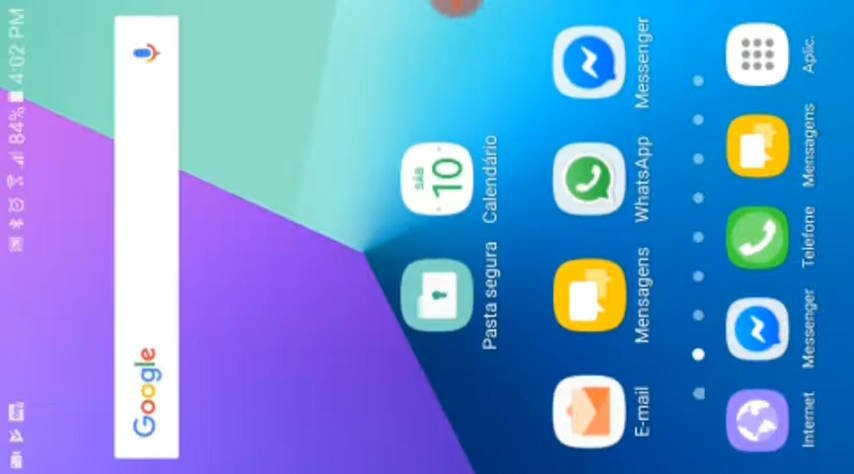 84% 4:02 PM
Google
SÁB
10
Pasta segura
Calendário
E-mail
Mensagens
WhatsApp
Messenger
Internet
Messenger
Telefone
Mensagens
Aplic.